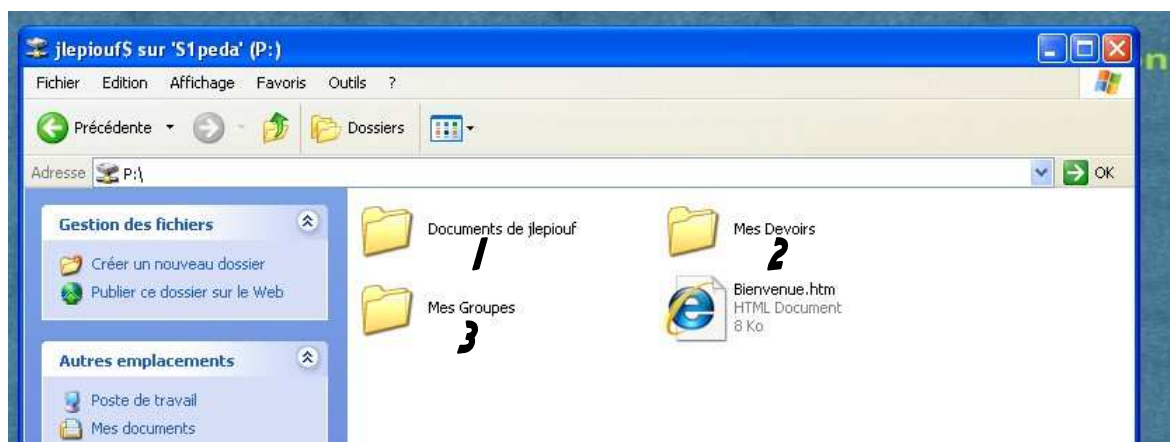 jlepiouf$ sur 'S1peda' (P:)
n
Fichier Edition Affichage Favoris Outils ?
Précédente Dossiers
Adresse P:\ OK
Gestion des fichiers
Créer un nouveau dossier
Publier ce dossier sur le Web
Autres emplacements
Poste de travail
Mes documents
Documents de jlepiouf
1
Mes Devoirs
2
Mes Groupes
3
Bienvenue.htm
HTML Document
8 Ko